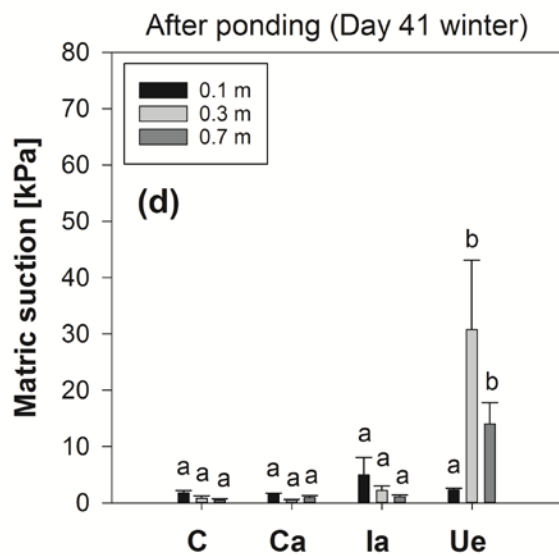 After ponding (Day 41 winter)
80
70
60
50
40
30
20
10
0
Matric suction [kPa]
0.1 m
0.3 m
0.7 m
(d)
a a a a a a a a a a b b
C Ca Ia Ue